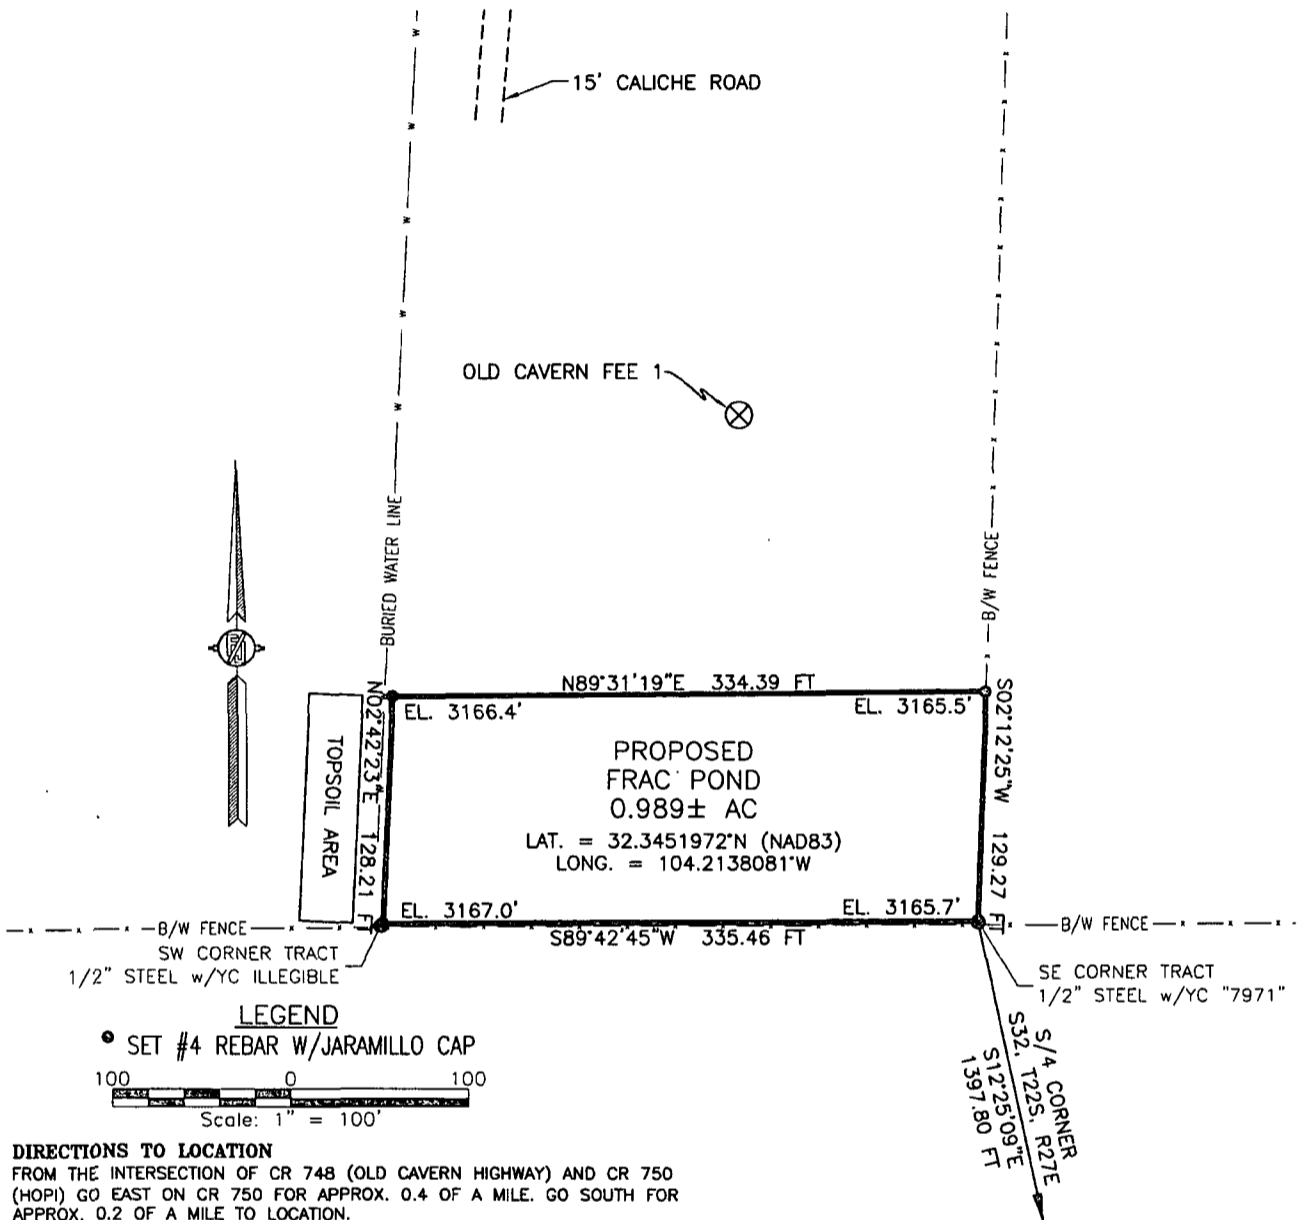 15' CALICHE ROAD
OLD CAVERN FEE 1
BURIED WATER LINE
B/W FENCE
N89°31'19"E 334.39 FT
EL. 3166.4'
EL. 3165.5'
N02°42'23"E 128.21 FT
S02°12'25"W 129.27 FT
TOPSOIL AREA
PROPOSED
FRAC POND
0.989± AC
LAT. = 32.3451972°N (NAD83)
LONG. = 104.2138081°W
EL. 3167.0'
EL. 3165.7'
B/W FENCE
S89°42'45"W 335.46 FT
B/W FENCE
SW CORNER TRACT
1/2" STEEL w/YC ILLEGIBLE
SE CORNER TRACT
1/2" STEEL w/YC "7971"
S/4 CORNER
S32, T22S, R27E
S12°25'09"E
1397.80 FT
LEGEND
SET #4 REBAR W/JARAMILLO CAP
100 0 100
Scale: 1" = 100'
DIRECTIONS TO LOCATION
FROM THE INTERSECTION OF CR 748 (OLD CAVERN HIGHWAY) AND CR 750
(HOPI) GO EAST ON CR 750 FOR APPROX. 0.4 OF A MILE. GO SOUTH FOR
APPROX. 0.2 OF A MILE TO LOCATION.